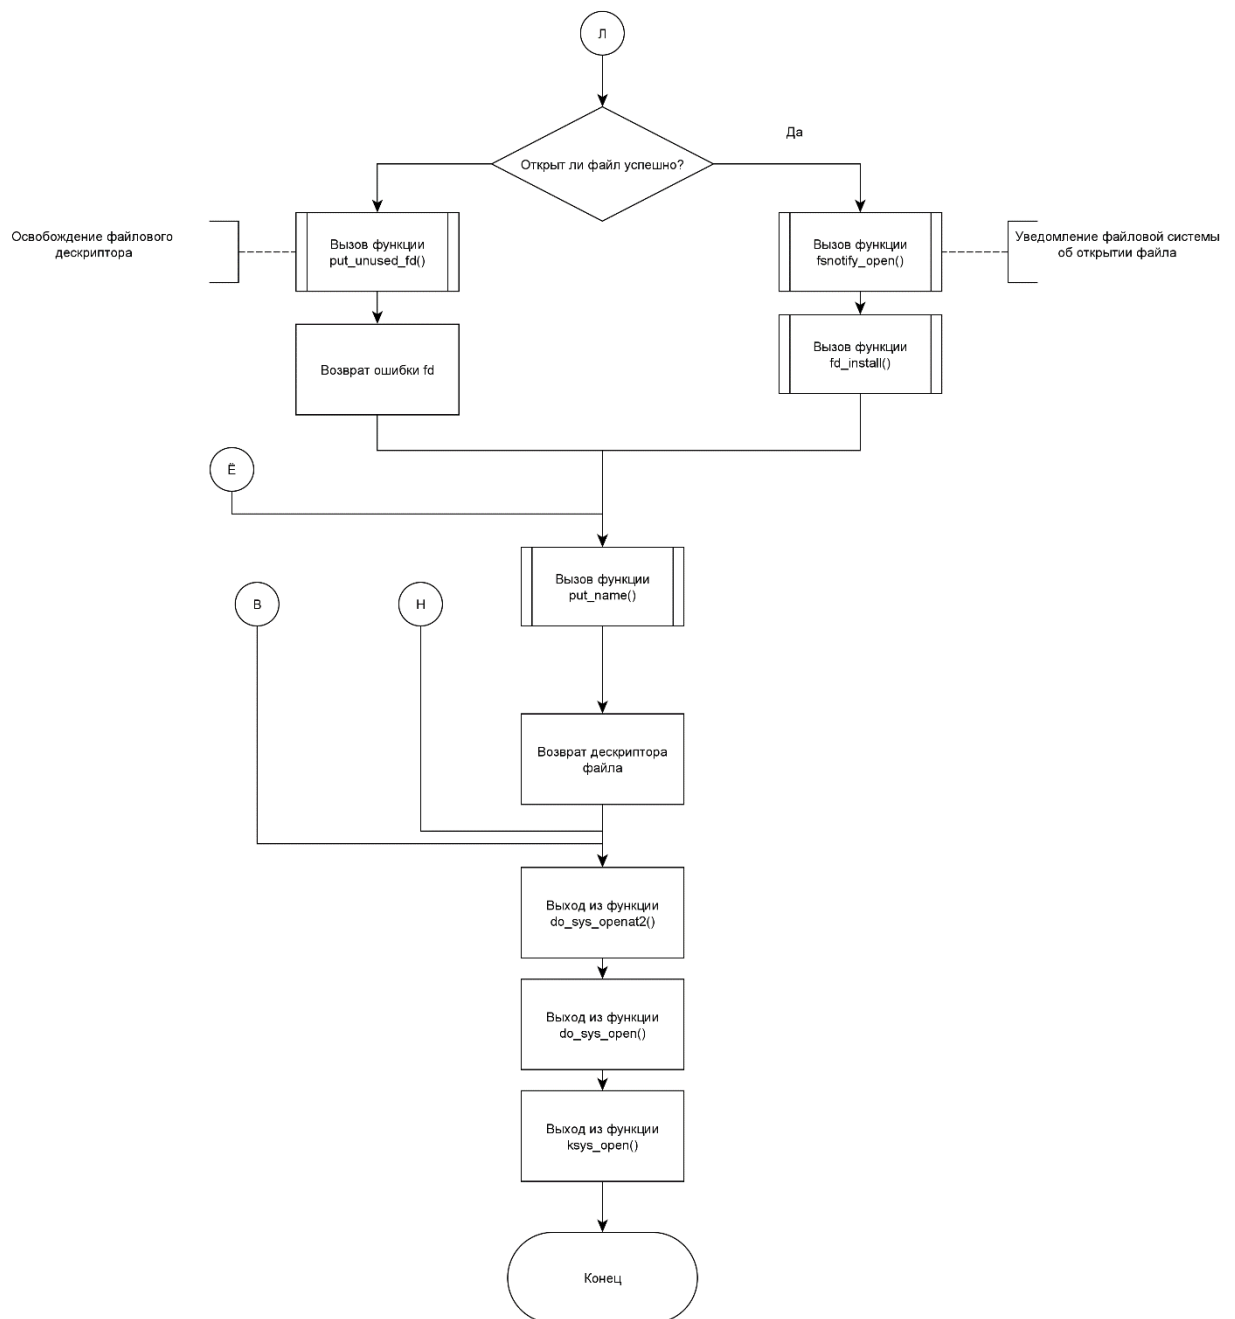 Л
Да
Открыт ли файл успешно?
Освобождение файлового
дескриптора
Вызов функции
put_unused_fd()
Вызов функции
fsnotify_open()
Уведомление файловой системы
об открытии файла
Возврат ошибки fd
Вызов функции
fd_install()
Ё
Вызов функции
put_name()
В
Н
Возврат дескриптора
файла
Выход из функции
do_sys_openat2()
Выход из функции
do_sys_open()
Выход из функции
ksys_open()
Конец